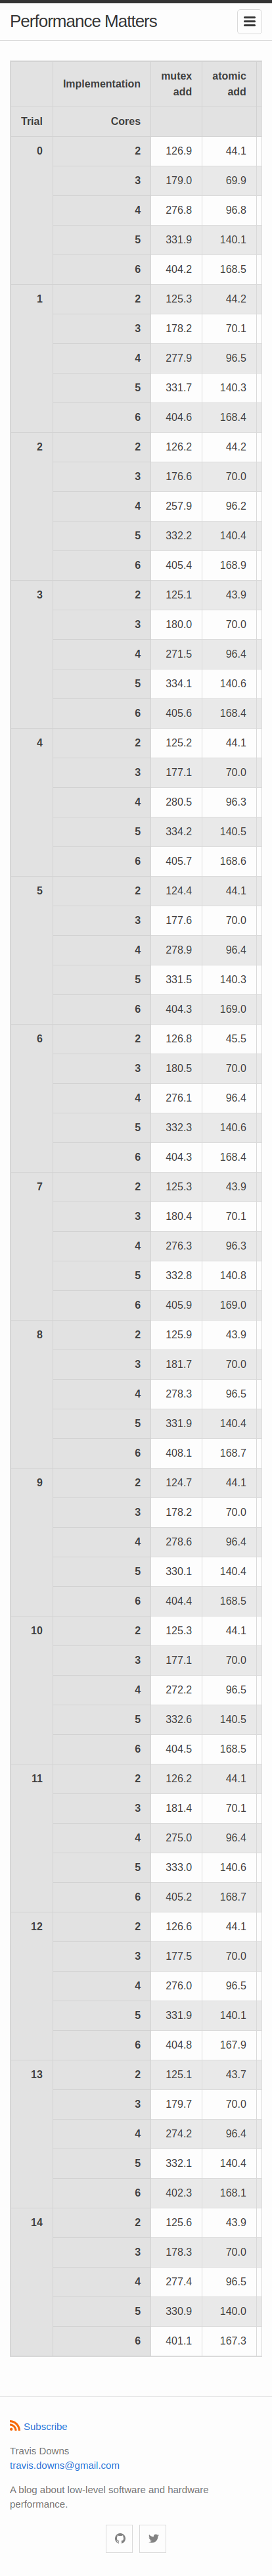 Performance Matters
Implementation mutex add atomic add
Trial Cores
0 2 126.9 44.1
3 179.0 69.9
4 276.8 96.8
5 331.9 140.1
6 404.2 168.5
1 2 125.3 44.2
3 178.2 70.1
4 277.9 96.5
5 331.7 140.3
6 404.6 168.4
2 2 126.2 44.2
3 176.6 70.0
4 257.9 96.2
5 332.2 140.4
6 405.4 168.9
3 2 125.1 43.9
3 180.0 70.0
4 271.5 96.4
5 334.1 140.6
6 405.6 168.4
4 2 125.2 44.1
3 177.1 70.0
4 280.5 96.3
5 334.2 140.5
6 405.7 168.6
5 2 124.4 44.1
3 177.6 70.0
4 278.9 96.4
5 331.5 140.3
6 404.3 169.0
6 2 126.8 45.5
3 180.5 70.0
4 276.1 96.4
5 332.3 140.6
6 404.3 168.4
7 2 125.3 43.9
3 180.4 70.1
4 276.3 96.3
5 332.8 140.8
6 405.9 169.0
8 2 125.9 43.9
3 181.7 70.0
4 278.3 96.5
5 331.9 140.4
6 408.1 168.7
9 2 124.7 44.1
3 178.2 70.0
4 278.6 96.4
5 330.1 140.4
6 404.4 168.5
10 2 125.3 44.1
3 177.1 70.0
4 272.2 96.5
5 332.6 140.5
6 404.5 168.5
11 2 126.2 44.1
3 181.4 70.1
4 275.0 96.4
5 333.0 140.6
6 405.2 168.7
12 2 126.6 44.1
3 177.5 70.0
4 276.0 96.5
5 331.9 140.1
6 404.8 167.9
13 2 125.1 43.7
3 179.7 70.0
4 274.2 96.4
5 332.1 140.4
6 402.3 168.1
14 2 125.6 43.9
3 178.3 70.0
4 277.4 96.5
5 330.9 140.0
6 401.1 167.3
Subscribe
Travis Downs
travis.downs@gmail.com
A blog about low-level software and hardware
performance.